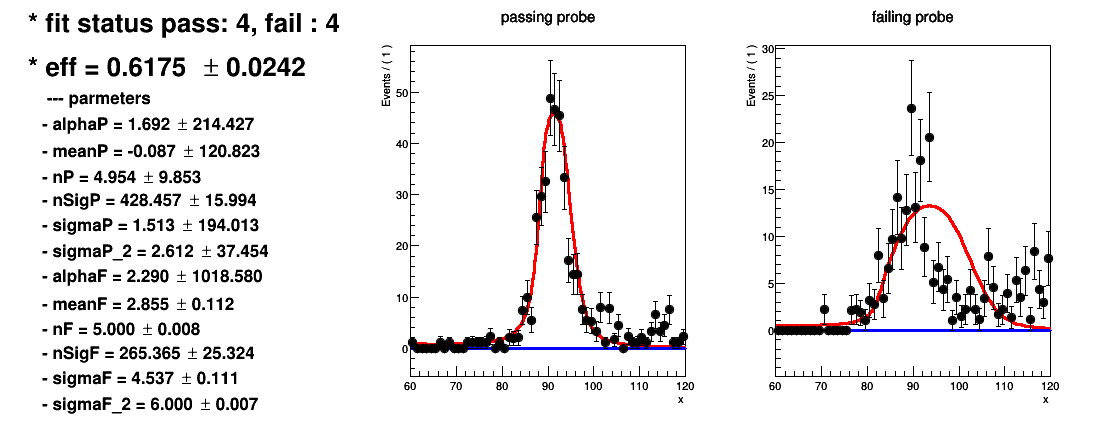 * fit status pass: 4, fail : 4
* eff = 0.6175 ± 0.0242
--- parmeters
- alphaP = 1.692 ± 214.427
- meanP = -0.087 ± 120.823
- nP = 4.954 ± 9.853
- nSigP = 428.457 ± 15.994
- sigmaP = 1.513 ± 194.013
- sigmaP_2 = 2.612 ± 37.454
- alphaF = 2.290 ± 1018.580
- meanF = 2.855 ± 0.112
- nF = 5.000 ± 0.008
- nSigF = 265.365 ± 25.324
- sigmaF = 4.537 ± 0.111
- sigmaF_2 = 6.000 ± 0.007
passing probe
Events / ( 1 )
50
40
30
20
10
0
60 70 80 90 100 110 120
x
failing probe
Events / ( 1 )
30
25
20
15
10
5
0
60 70 80 90 100 110 120
x